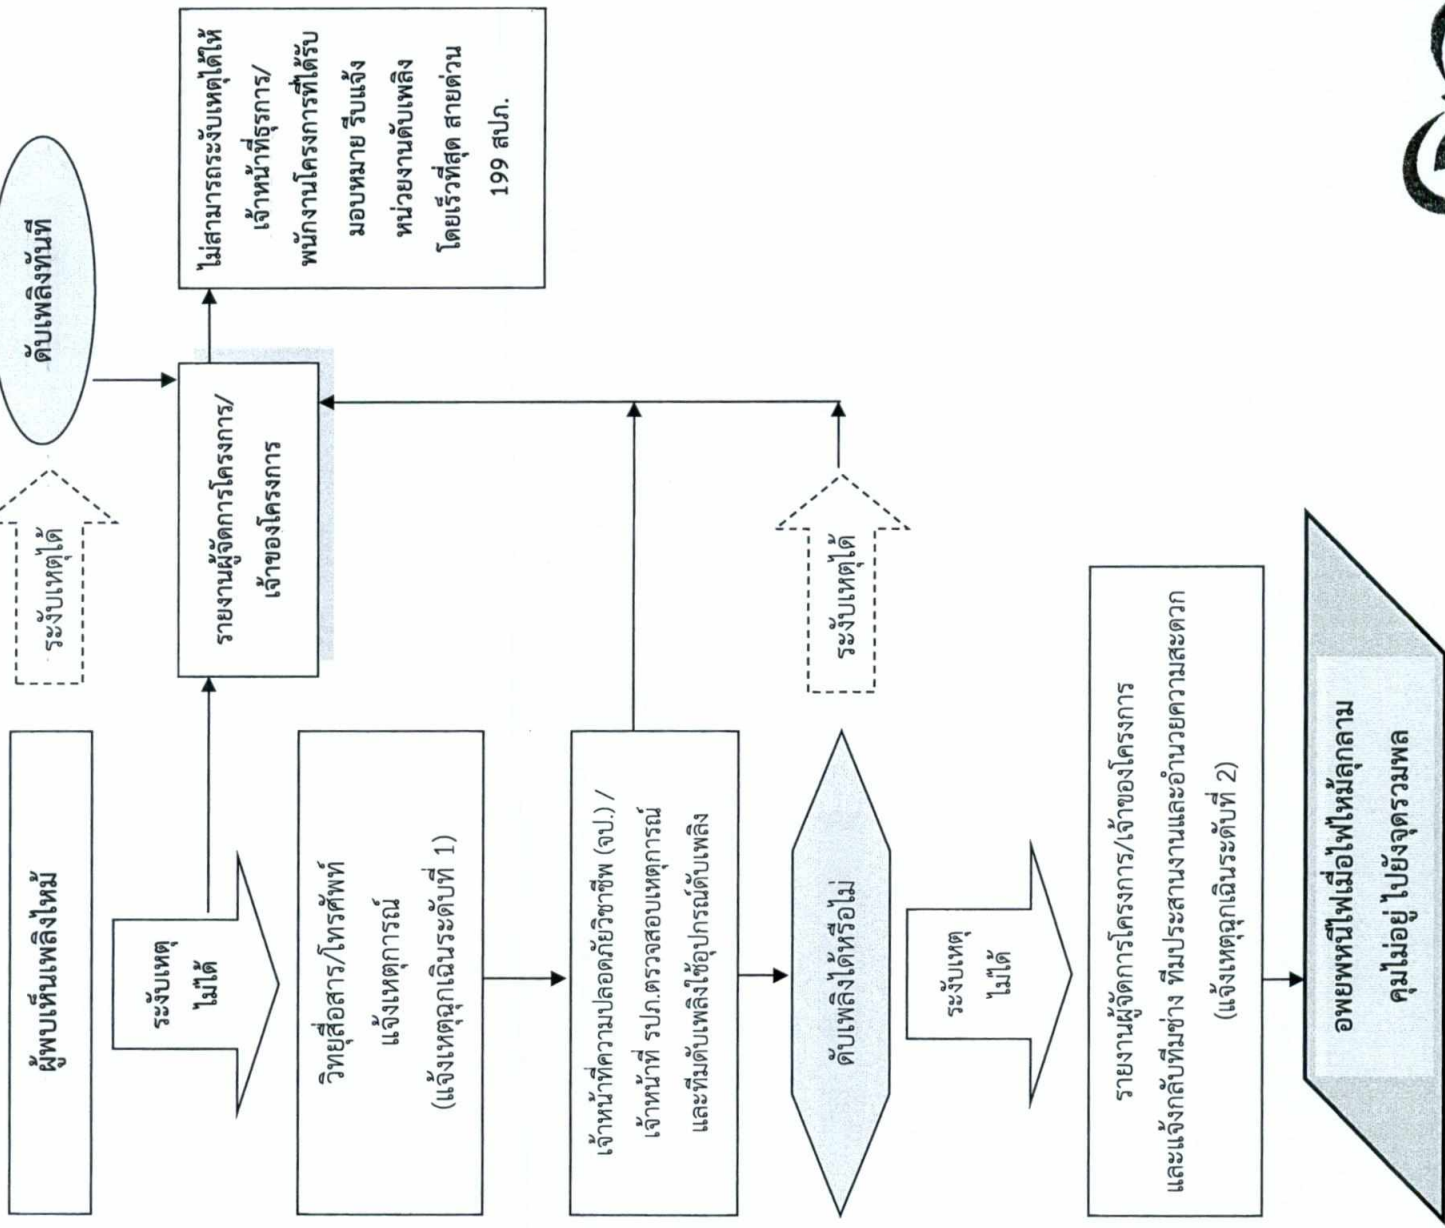 ผู้พบเห็นเพลิงไหม้
ระงับเหตุได้
ดับเพลิงทันที
ระงับเหตุ
ไม่ได้
รายงานผู้จัดการโครงการ/
เจ้าของโครงการ
ไม่สามารถระงับเหตุได้ให้
เจ้าหน้าที่ธุรการ/
พนักงานโครงการที่ได้รับ
มอบหมาย รีบแจ้ง
หน่วยงานดับเพลิง
โดยเร็วที่สุด สายด่วน
199 สปภ.
วิทยุสื่อสาร/โทรศัพท์
แจ้งเหตุการณ์
(แจ้งเหตุฉุกเฉินระดับที่ 1)
เจ้าหน้าที่ความปลอดภัยวิชาชีพ (จป.) /
เจ้าหน้าที่ รปภ.ตรวจสอบเหตุการณ์
และทีมดับเพลิงใช้อุปกรณ์ดับเพลิง
ดับเพลิงได้หรือไม่
ระงับเหตุได้
ระงับเหตุ
ไม่ได้
รายงานผู้จัดการโครงการ/เจ้าของโครงการ
และแจ้งกลับทีมช่าง ทีมประสานงานและอำนวยความสะดวก
(แจ้งเหตุฉุกเฉินระดับที่ 2)
อพยพหนีไฟเมื่อไฟไหม้ลุกลาม
คุมไม่อยู่ ไปยังจุดรวมพล